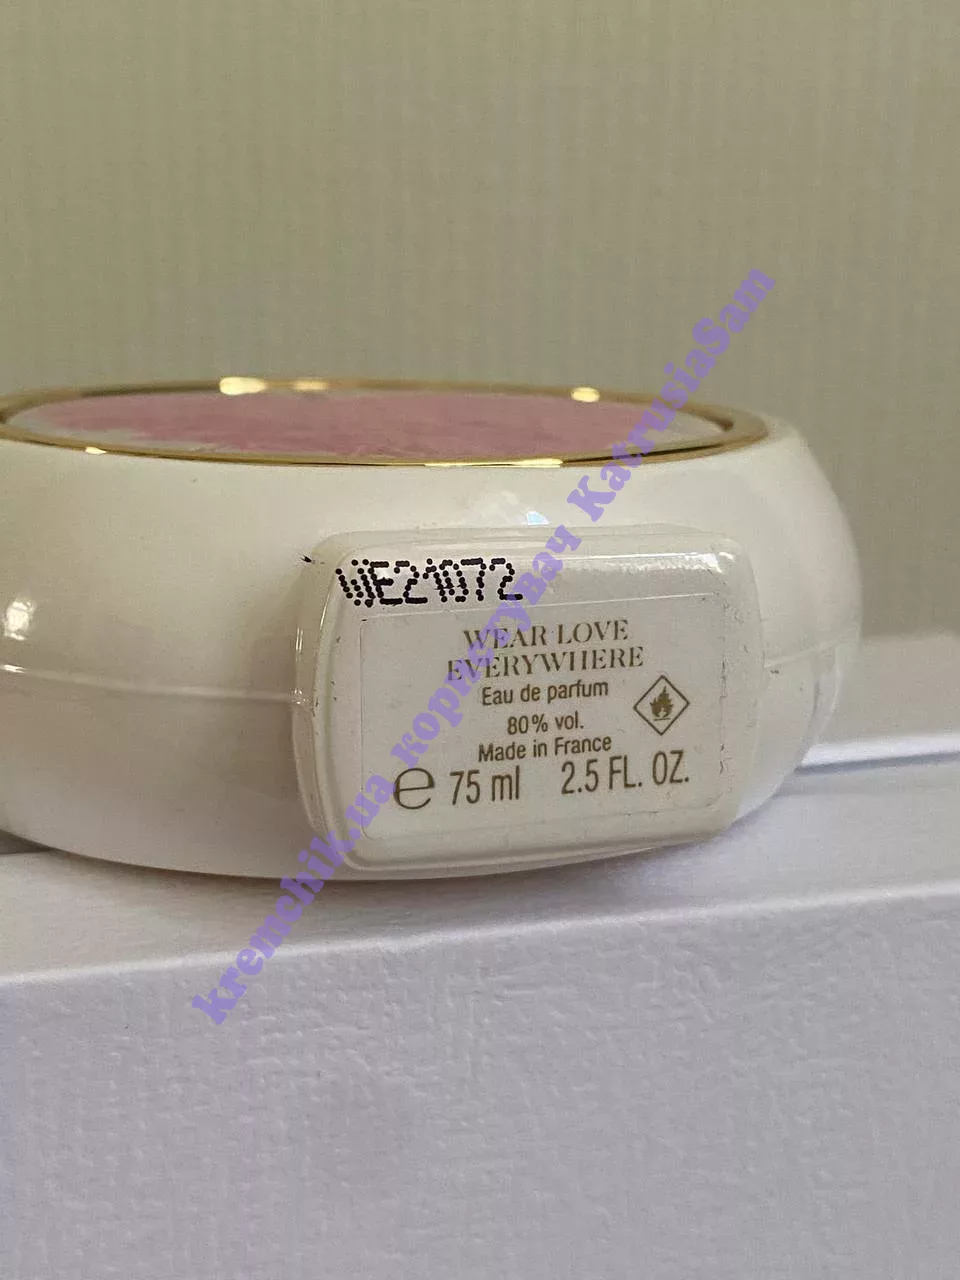 WE21072
WEAR LOVE
EVERYWHERE
Eau de parfum
80% vol.
Made in France
e 75 ml 2.5 FL. OZ.
kremchik.ua користувач KatrusiaSam